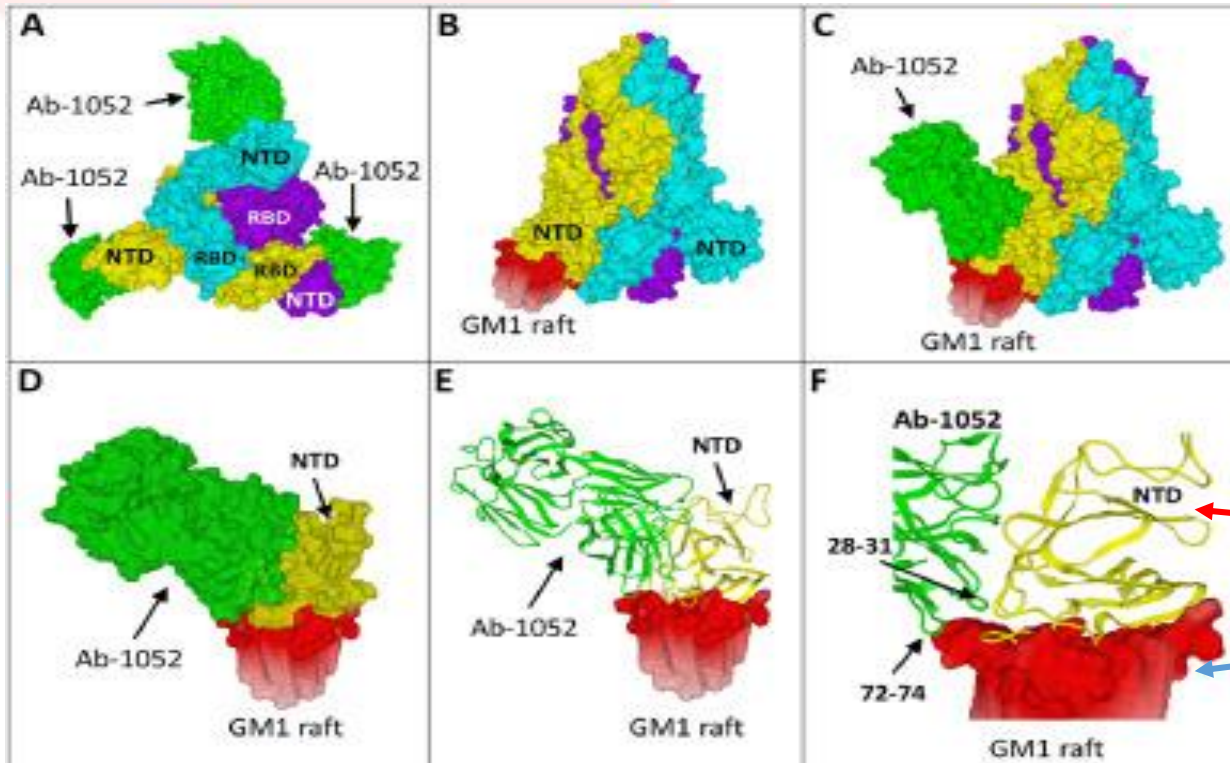 A
Ab-1052
NTD
Ab-1052
Ab-1052
RBD
NTD
RBD
RBD
NTD
B
NTD
NTD
GM1 raft
C
Ab-1052
GM1 raft
D
NTD
Ab-1052
GM1 raft
E
NTD
Ab-1052
GM1 raft
F
Ab-1052
NTD
28-31
72-74
GM1 raft